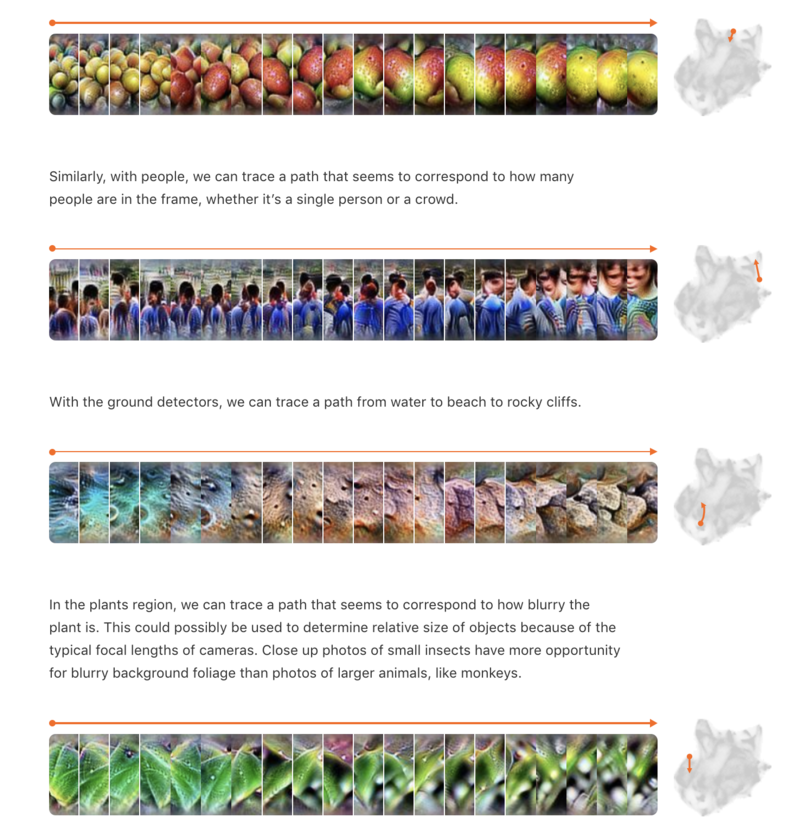 Similarly, with people, we can trace a path that seems to correspond to how many
people are in the frame, whether it’s a single person or a crowd.
With the ground detectors, we can trace a path from water to beach to rocky cliffs.
In the plants region, we can trace a path that seems to correspond to how blurry the
plant is. This could possibly be used to determine relative size of objects because of the
typical focal lengths of cameras. Close up photos of small insects have more opportunity
for blurry background foliage than photos of larger animals, like monkeys.